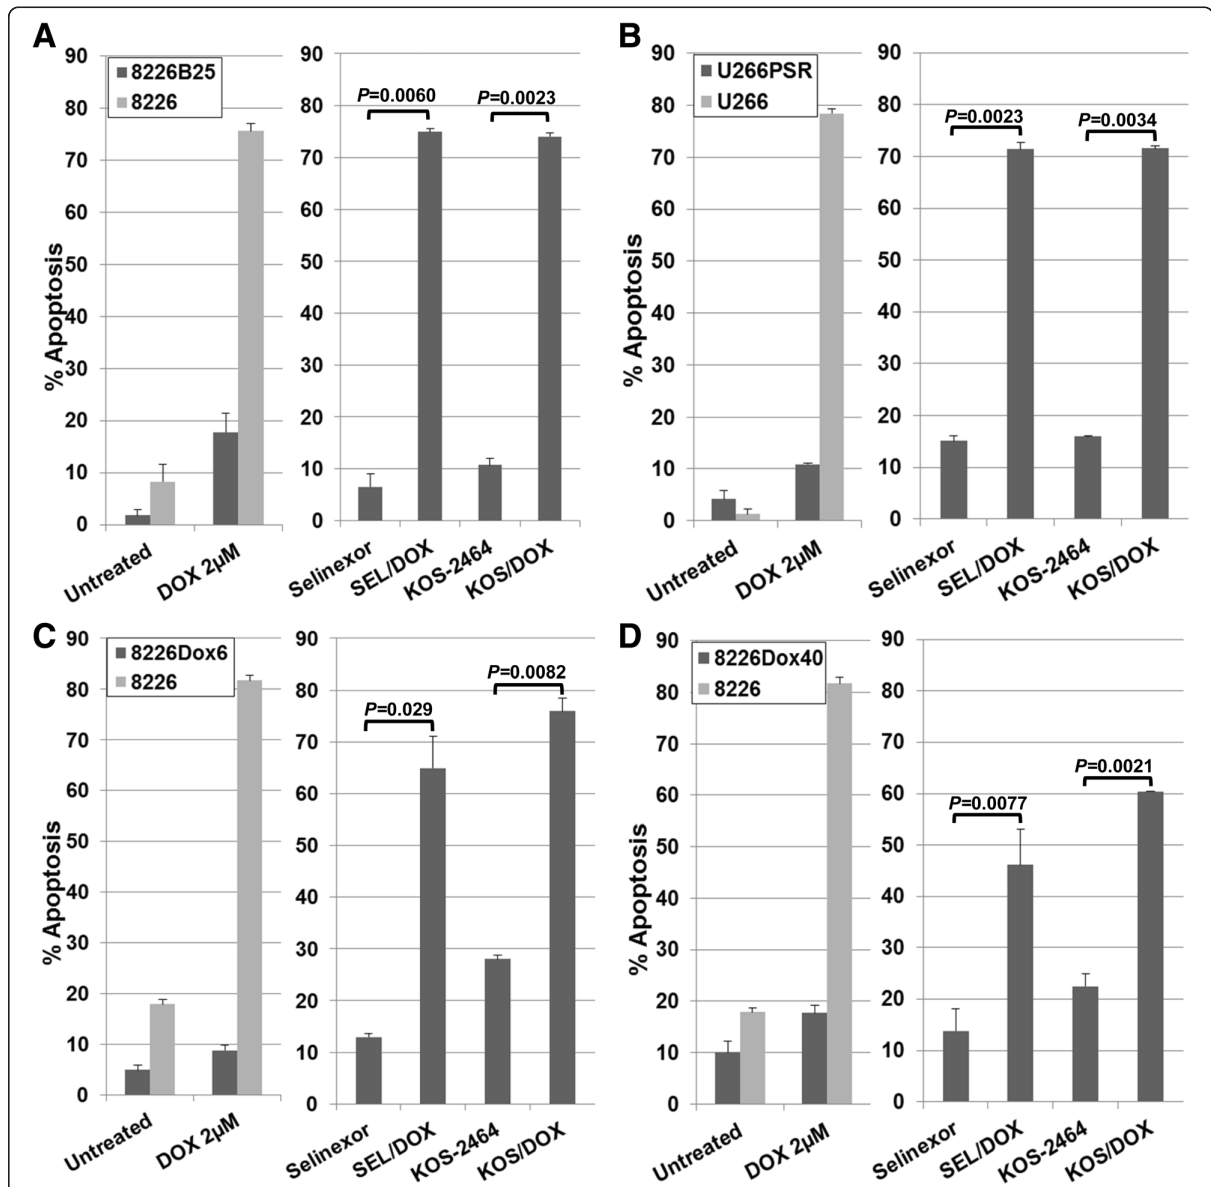 A
8226B25
8226
% Apoptosis
90
80
70
60
50
40
30
20
10
0
Untreated
DOX 2µM
90
80
70
60
50
40
30
20
10
0
P=0.0060
P=0.0023
Selinexor
SEL/DOX
KOS-2464
KOS/DOX
B
U266PSR
U266
% Apoptosis
90
80
70
60
50
40
30
20
10
0
Untreated
DOX 2µM
90
80
70
60
50
40
30
20
10
0
P=0.0023
P=0.0034
Selinexor
SEL/DOX
KOS-2464
KOS/DOX
C
8226Dox6
8226
% Apoptosis
90
80
70
60
50
40
30
20
10
0
Untreated
DOX 2µM
90
80
70
60
50
40
30
20
10
0
P=0.029
P=0.0082
Selinexor
SEL/DOX
KOS-2464
KOS/DOX
D
8226Dox40
8226
% Apoptosis
90
80
70
60
50
40
30
20
10
0
Untreated
DOX 2µM
90
80
70
60
50
40
30
20
10
0
P=0.0077
P=0.0021
Selinexor
SEL/DOX
KOS-2464
KOS/DOX